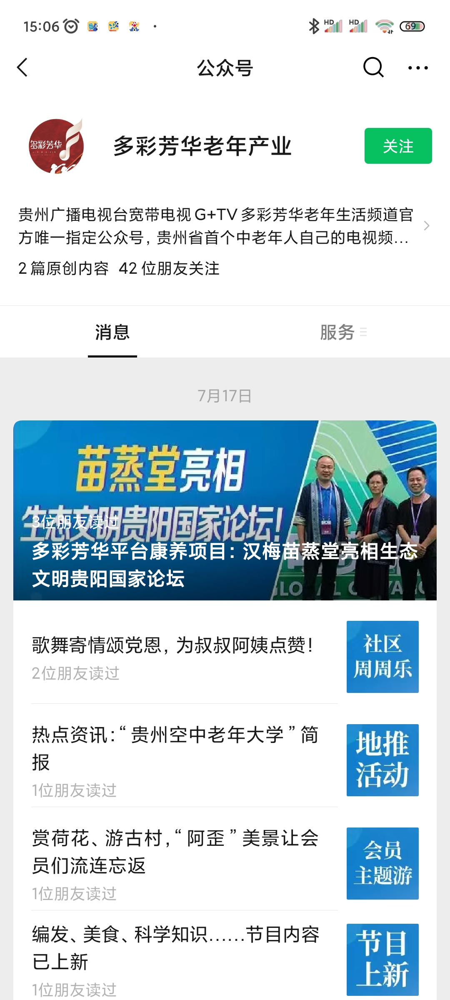 15:06
HD
HD
69
公众号
多彩芳华
多彩芳华老年产业
关注
贵州广播电视台宽带电视G+TV多彩芳华老年生活频道官
方唯一指定公众号，贵州省首个中老年人自己的电视频...
2篇原创内容 42位朋友关注
消息
服务
7月17日
苗蒸堂亮相
生态文明贵阳国家论坛！
3位朋友读过
多彩芳华平台康养项目：汉梅苗蒸堂亮相生态
文明贵阳国家论坛
歌舞寄情颂党恩，为叔叔阿姨点赞！
2位朋友读过
社区
周周乐
热点资讯：“贵州空中老年大学”简
报
1位朋友读过
地推
活动
赏荷花、游古村，“阿歪”美景让会
员们流连忘返
1位朋友读过
会员
主题游
编发、美食、科学知识……节目内容
已上新
1位朋友读过
节目
上新